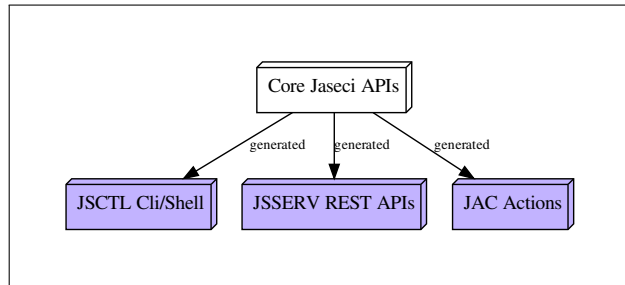 Core Jaseci APIs
generated generated generated
JSCTL Cli/Shell JSSERV REST APIs JAC Actions